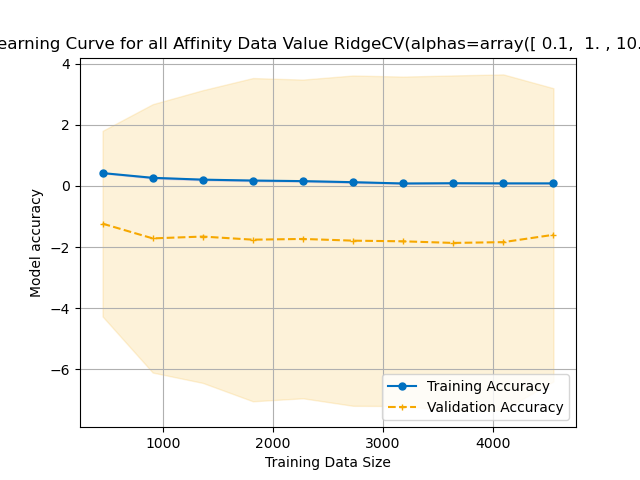 earning Curve for all Affinity Data Value RidgeCV(alphas=array([ 0.1,  1. , 10.
4
2
0
−2
−4
−6
Model accuracy
Training Accuracy
Validation Accuracy
1000 2000 3000 4000
Training Data Size